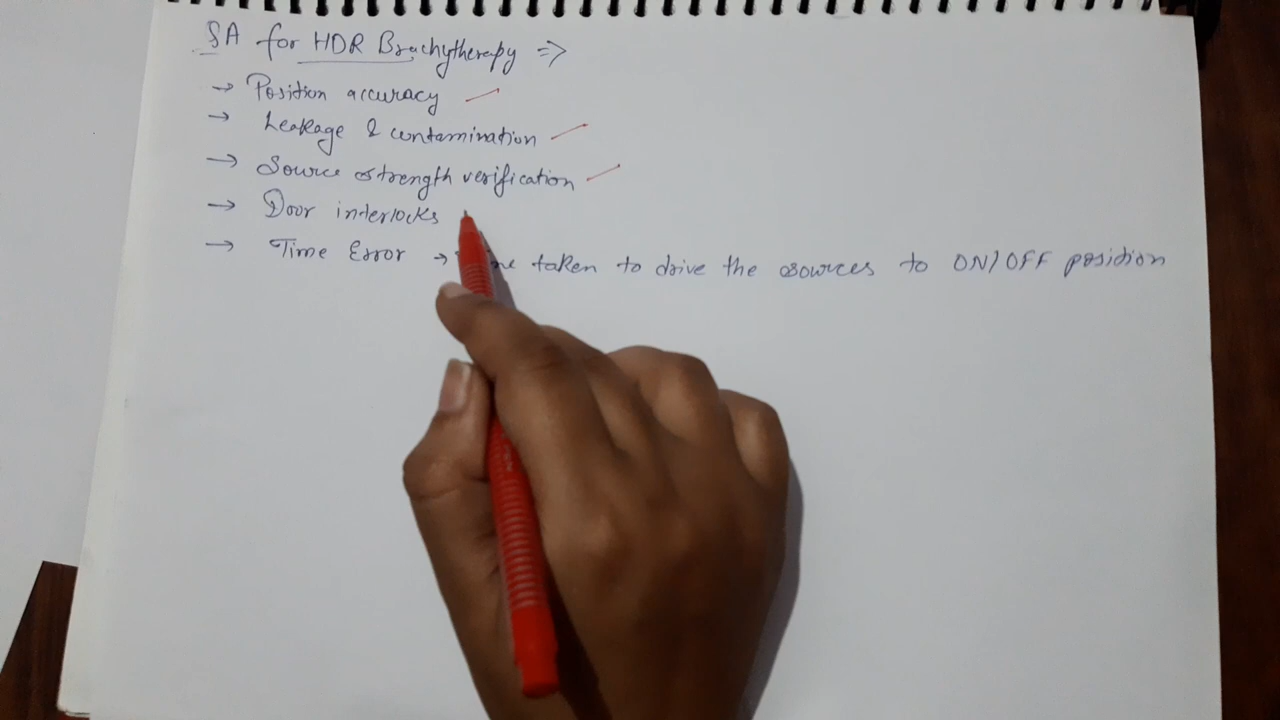 SA for HDR Brachytherapy ⇒
→ Position accuracy
→ Leakage & contamination
→ Source strength verification
→ Door interlocks
→ Time Error → taken to drive the sources to ON/OFF position